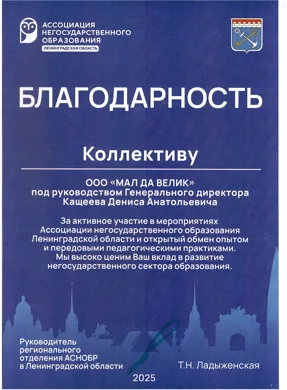 АССОЦИАЦИЯ
НЕГОСУДАРСТВЕННОГО
ОБРАЗОВАНИЯ
ЛЕНИНГРАДСКАЯ ОБЛАСТЬ
БЛАГОДАРНОСТЬ
Коллективу
ООО «МАЛ ДА ВЕЛИК»
под руководством Генерального директора
Кащеева Дениса Анатольевича
За активное участие в мероприятиях
Ассоциации негосударственного образования
Ленинградской области и открытый обмен опытом
и передовыми педагогическими практиками.
Мы высоко ценим Ваш вклад в развитие
негосударственного сектора образования.
Руководитель
регионального
отделения АСНОБР
в Ленинградской области
Т.Н. Ладыженская
2025